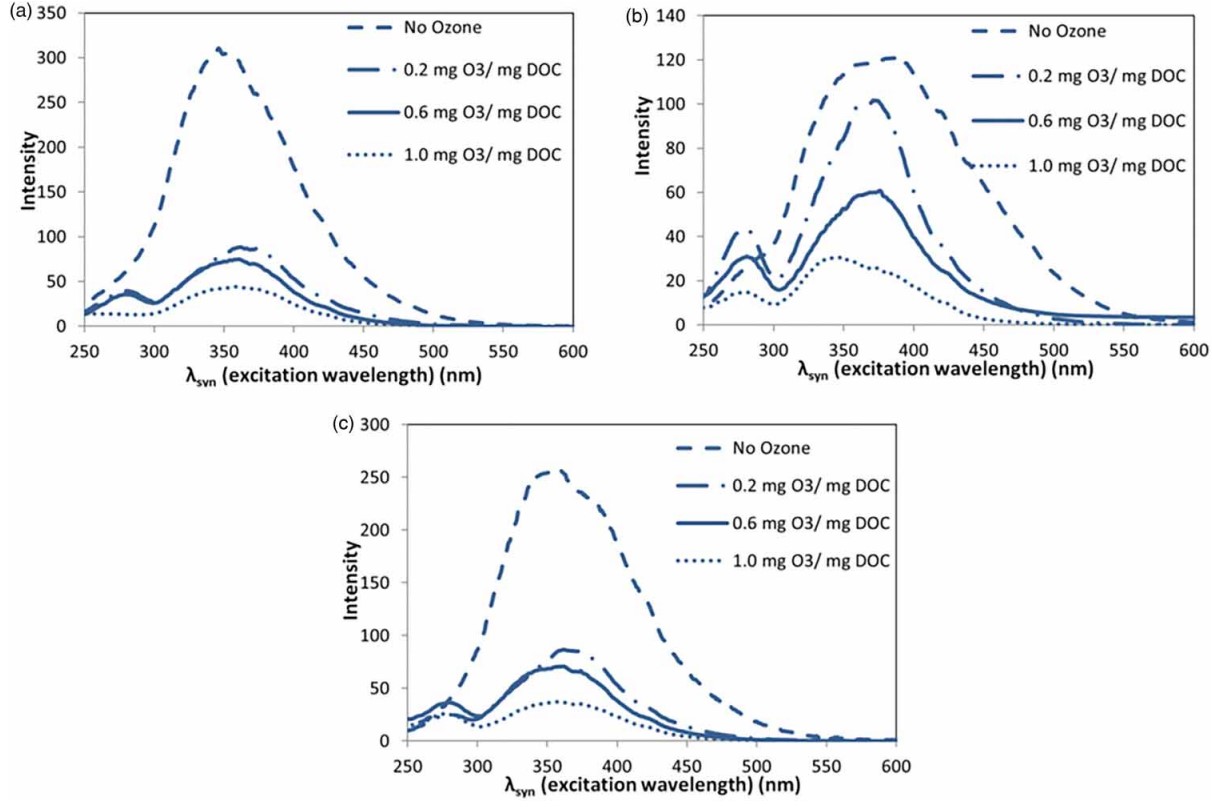 (a)
350
300
250
200
150
100
50
0
Intensity
250 300 350 400 450 500 550 600
λsyn (excitation wavelength) (nm)
No Ozone
0.2 mg O3/ mg DOC
0.6 mg O3/ mg DOC
1.0 mg O3/ mg DOC
(b)
140
120
100
80
60
40
20
0
Intensity
250 300 350 400 450 500 550 600
λsyn (excitation wavelength) (nm)
No Ozone
0.2 mg O3/ mg DOC
0.6 mg O3/ mg DOC
1.0 mg O3/ mg DOC
(c)
300
250
200
150
100
50
0
Intensity
250 300 350 400 450 500 550 600
λsyn (excitation wavelength) (nm)
No Ozone
0.2 mg O3/ mg DOC
0.6 mg O3/ mg DOC
1.0 mg O3/ mg DOC